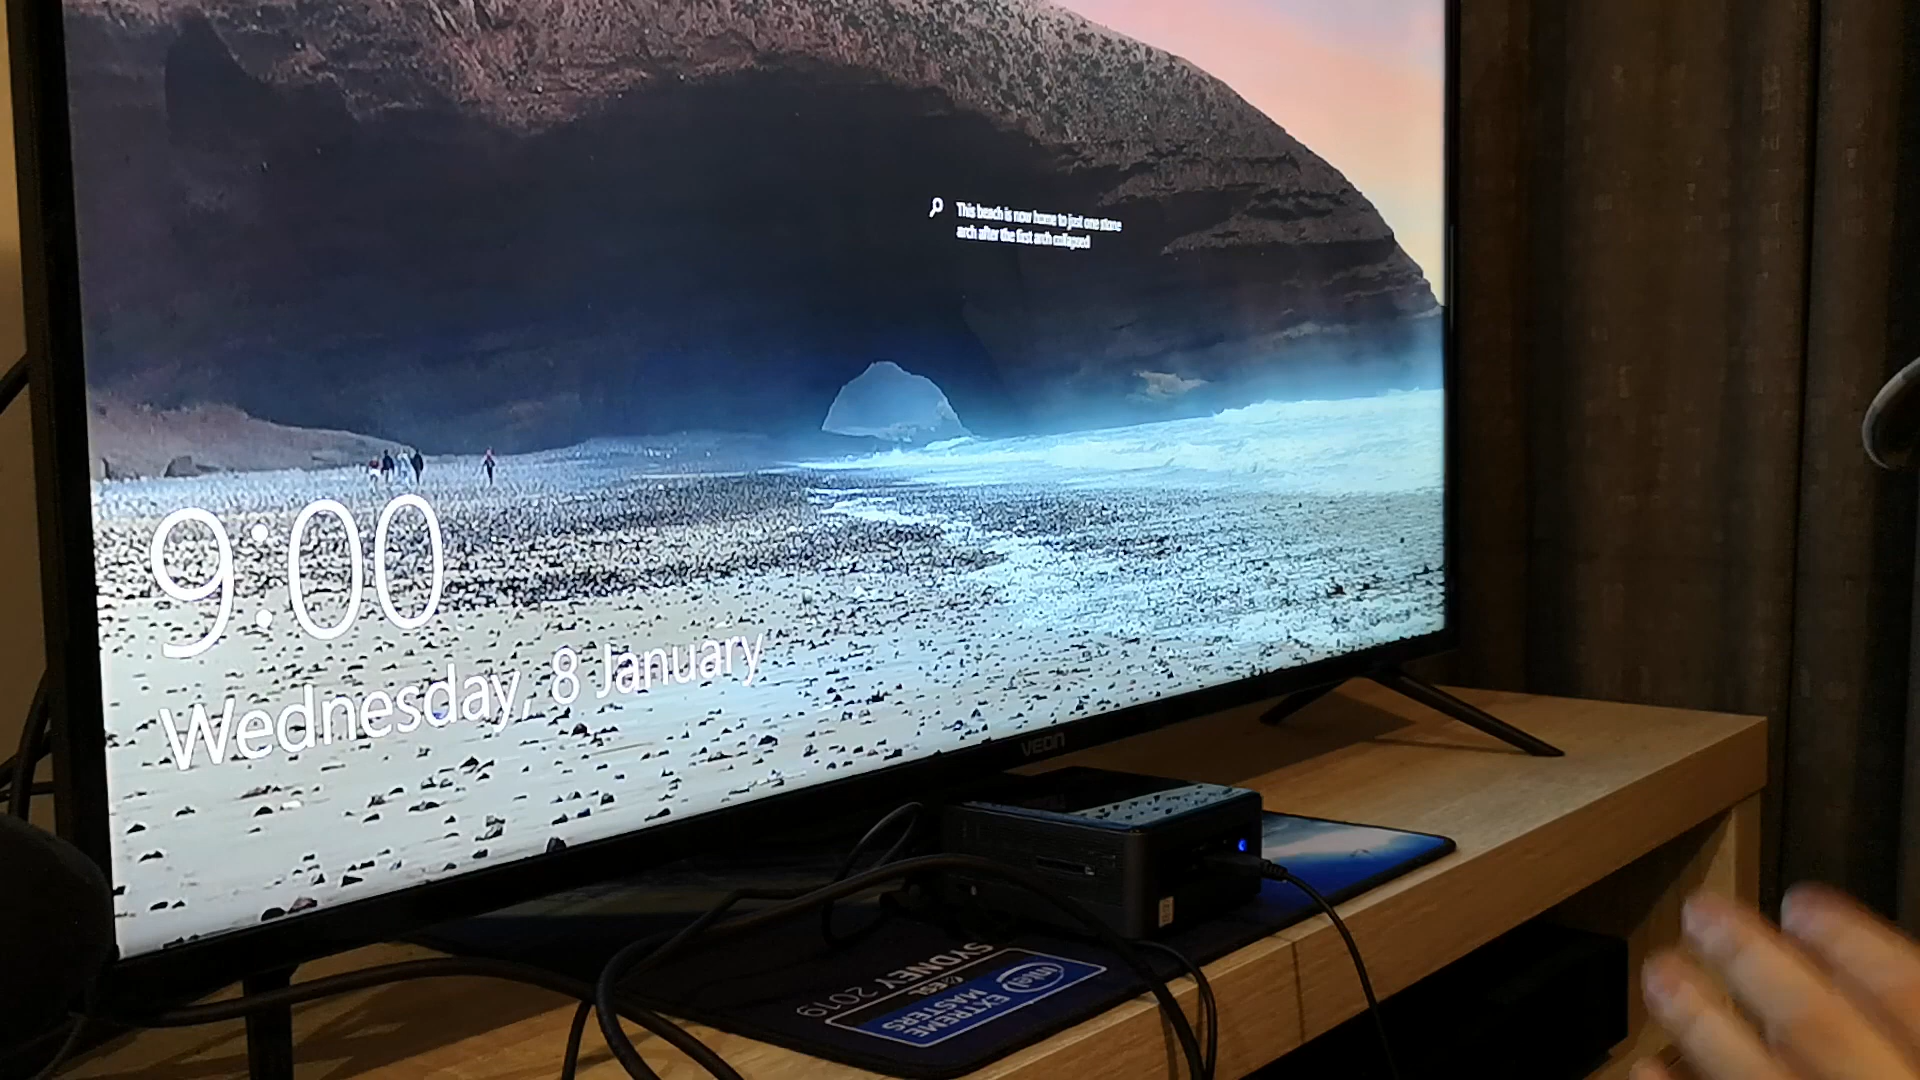 This beach is now home to just one stone
arch after the first arch collapsed
9:00
Wednesday, 8 January
VEON
SYDNEY 2019
ESL
intel
EXTREME
MASTERS